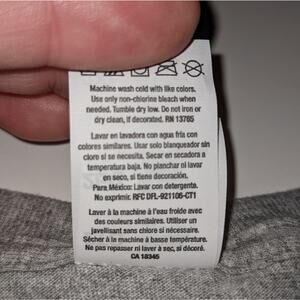 Machine wash cold with like colors.
Use only non-chlorine bleach when
needed. Tumble dry low. Do not iron or
dry clean, if decorated. RN 13765
Lavar en lavadora con agua fría con
colores similares. Usar solo blanqueador sin
cloro si se necesita. Secar en secadora a
temperatura baja. No planchar ni lavar
en seco, si tiene decoración.
Para México: Lavar con detergente.
No exprimir. RFC DFL-921106-CT1
Laver à la machine à l'eau froide avec
des couleurs similaires. Utiliser un
javellisant sans chlore si nécessaire.
Sécher à la machine à basse température.
Ne pas repasser ni laver à sec, si décoré.
CA 18345